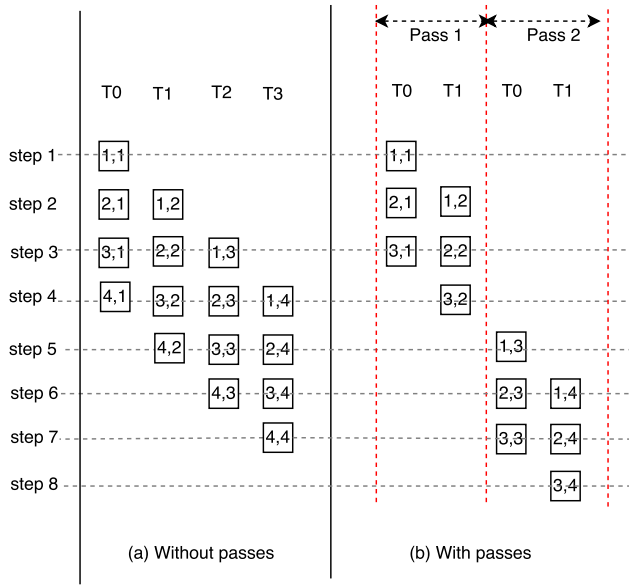 Pass 1 Pass 2
T0 T1 T2 T3 T0 T1 T0 T1
step 1 1,1 1,1
step 2 2,1 1,2 2,1 1,2
step 3 3,1 2,2 1,3 3,1 2,2
step 4 4,1 3,2 2,3 1,4 3,2
step 5 4,2 3,3 2,4 1,3
step 6 4,3 3,4 2,3 1,4
step 7 4,4 3,3 2,4
step 8 3,4
(a) Without passes (b) With passes